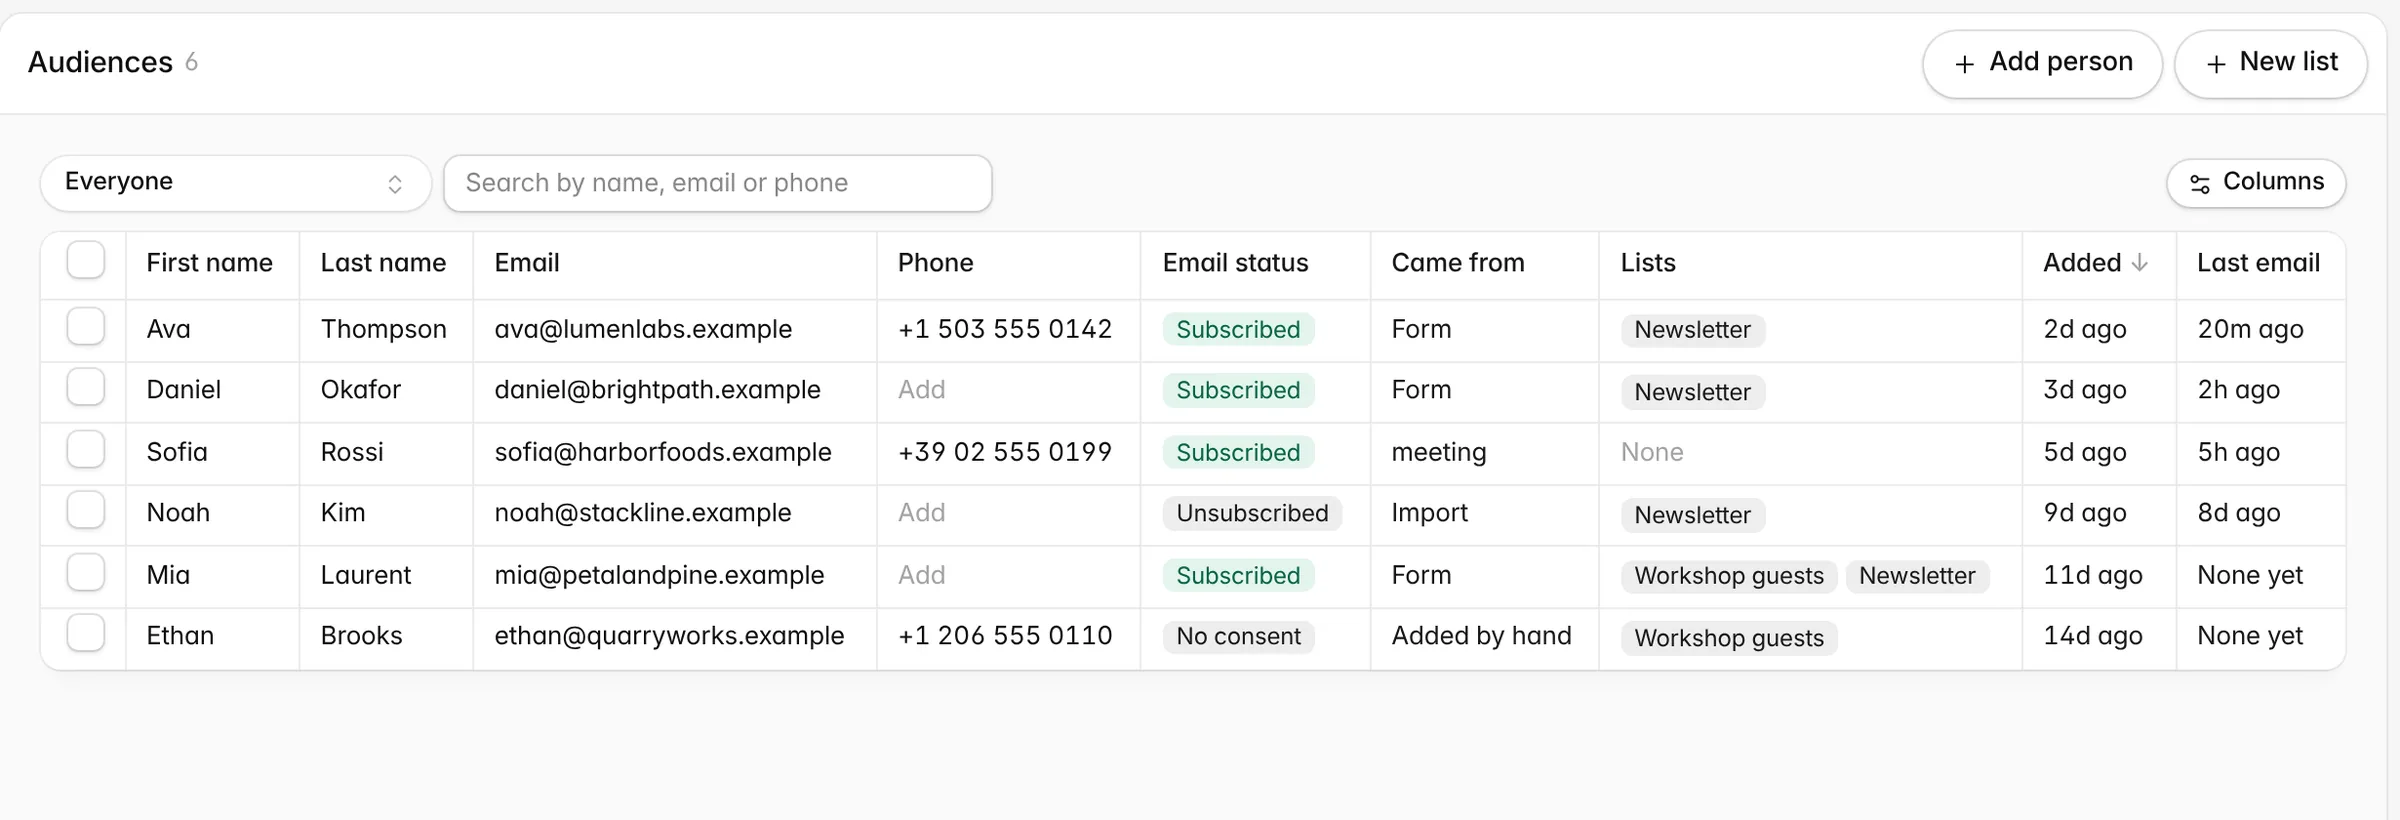 Audiences 6
+ Add person
+ New list
Everyone
Search by name, email or phone
Columns
First name Last name Email Phone Email status Came from Lists Added ↓ Last email
Ava Thompson ava@lumenlabs.example +1 503 555 0142 Subscribed Form Newsletter 2d ago 20m ago
Daniel Okafor daniel@brightpath.example Add Subscribed Form Newsletter 3d ago 2h ago
Sofia Rossi sofia@harborfoods.example +39 02 555 0199 Subscribed meeting None 5d ago 5h ago
Noah Kim noah@stackline.example Add Unsubscribed Import Newsletter 9d ago 8d ago
Mia Laurent mia@petalandpine.example Add Subscribed Form Workshop guests Newsletter 11d ago None yet
Ethan Brooks ethan@quarryworks.example +1 206 555 0110 No consent Added by hand Workshop guests 14d ago None yet